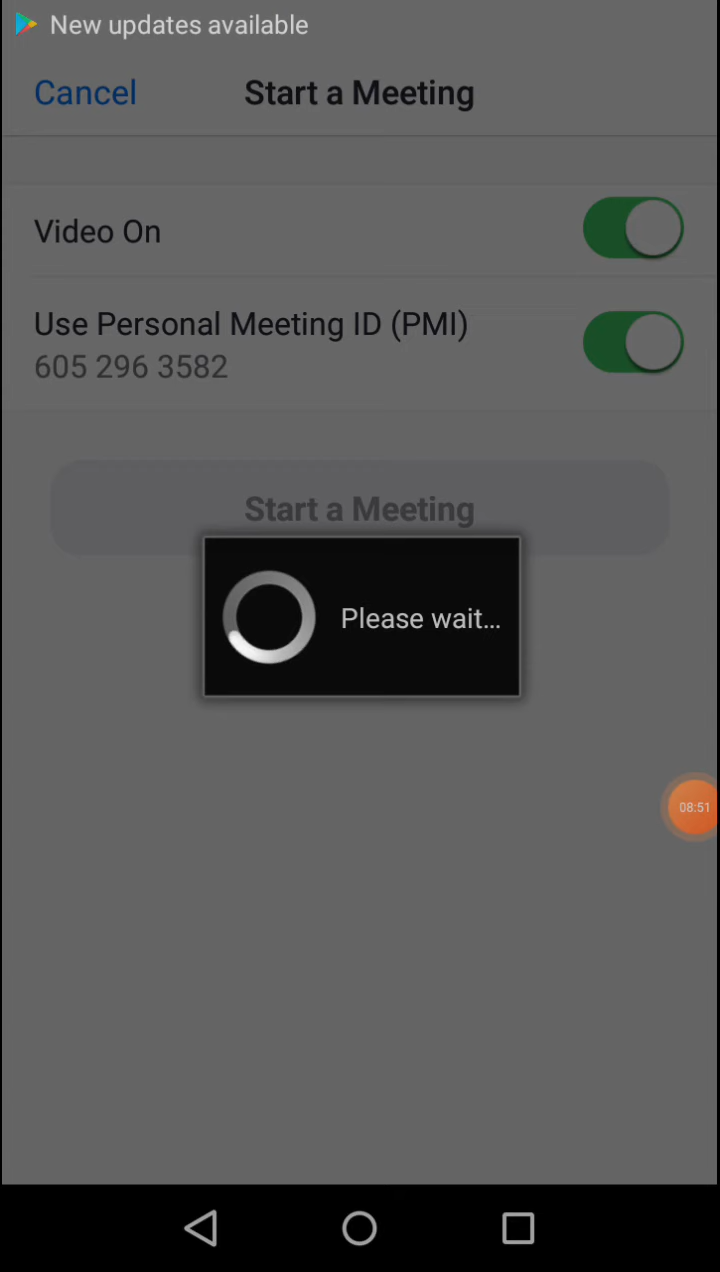 New updates available
Cancel
Start a Meeting
Video On
Use Personal Meeting ID (PMI)
605 296 3582
Start a Meeting
Please wait...
08:51